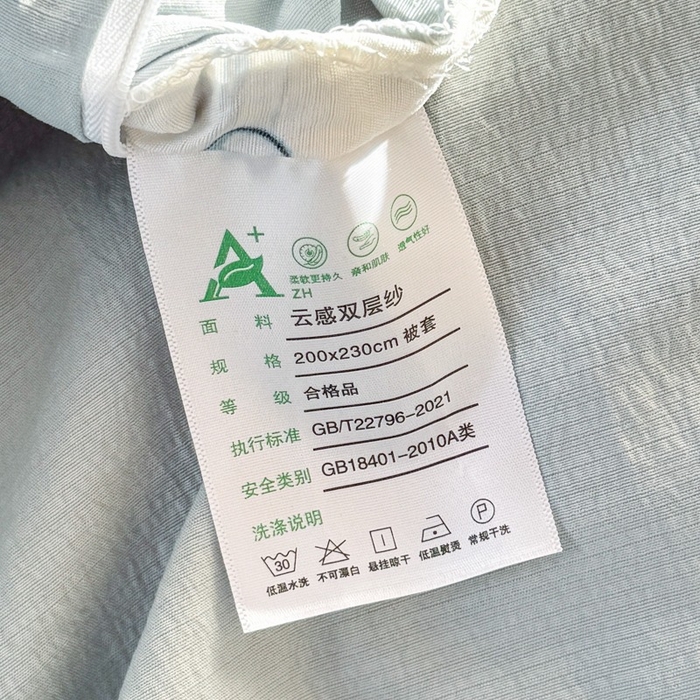 A+
ZH
柔软更持久 亲和肌肤 透气性好
面料 云感双层纱
规格 200x230cm 被套
等级 合格品
执行标准 GB/T22796-2021
安全类别 GB18401-2010A类
洗涤说明
30 P
低温水洗 不可漂白 悬挂晾干 低温熨烫 常规干洗